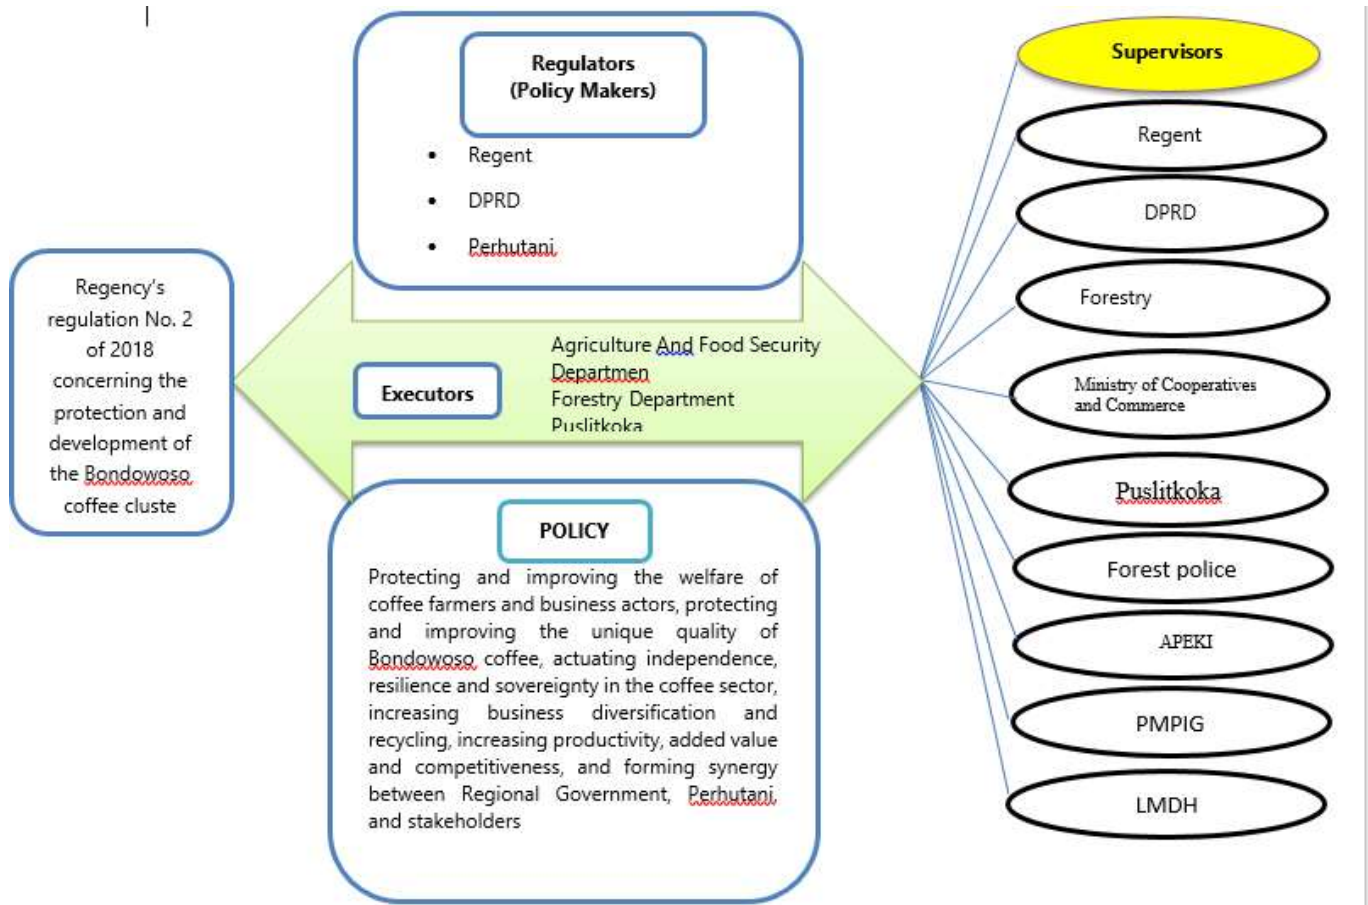 Regulators
(Policy Makers)
• Regent
• DPRD
• Perhutani
Regency's
regulation No. 2
of 2018
concerning the
protection and
development of
the Bondowoso
coffee cluste
Executors
Agriculture And Food Security
Departmen
Forestry Department
Puslitkoka
POLICY
Protecting and improving the welfare of
coffee farmers and business actors, protecting
and improving the unique quality of
Bondowoso coffee, actuating independence,
resilience and sovereignty in the coffee sector,
increasing business diversification and
recycling, increasing productivity, added value
and competitiveness, and forming synergy
between Regional Government, Perhutani,
and stakeholders
Supervisors
Regent
DPRD
Forestry
Ministry of Cooperatives
and Commerce
Puslitkoka
Forest police
APEKI
PMPIG
LMDH